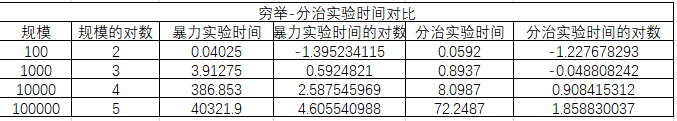 穷举-分治实验时间对比
规模 规模的对数 暴力实验时间 暴力实验时间的对数 分治实验时间 分治实验时间的对数
100 2 0.04025 -1.395234115 0.0592 -1.227678293
1000 3 3.91275 0.5924821 0.8937 -0.048808242
10000 4 386.853 2.587545969 8.0987 0.908415312
100000 5 40321.9 4.605540988 72.2487 1.858830037